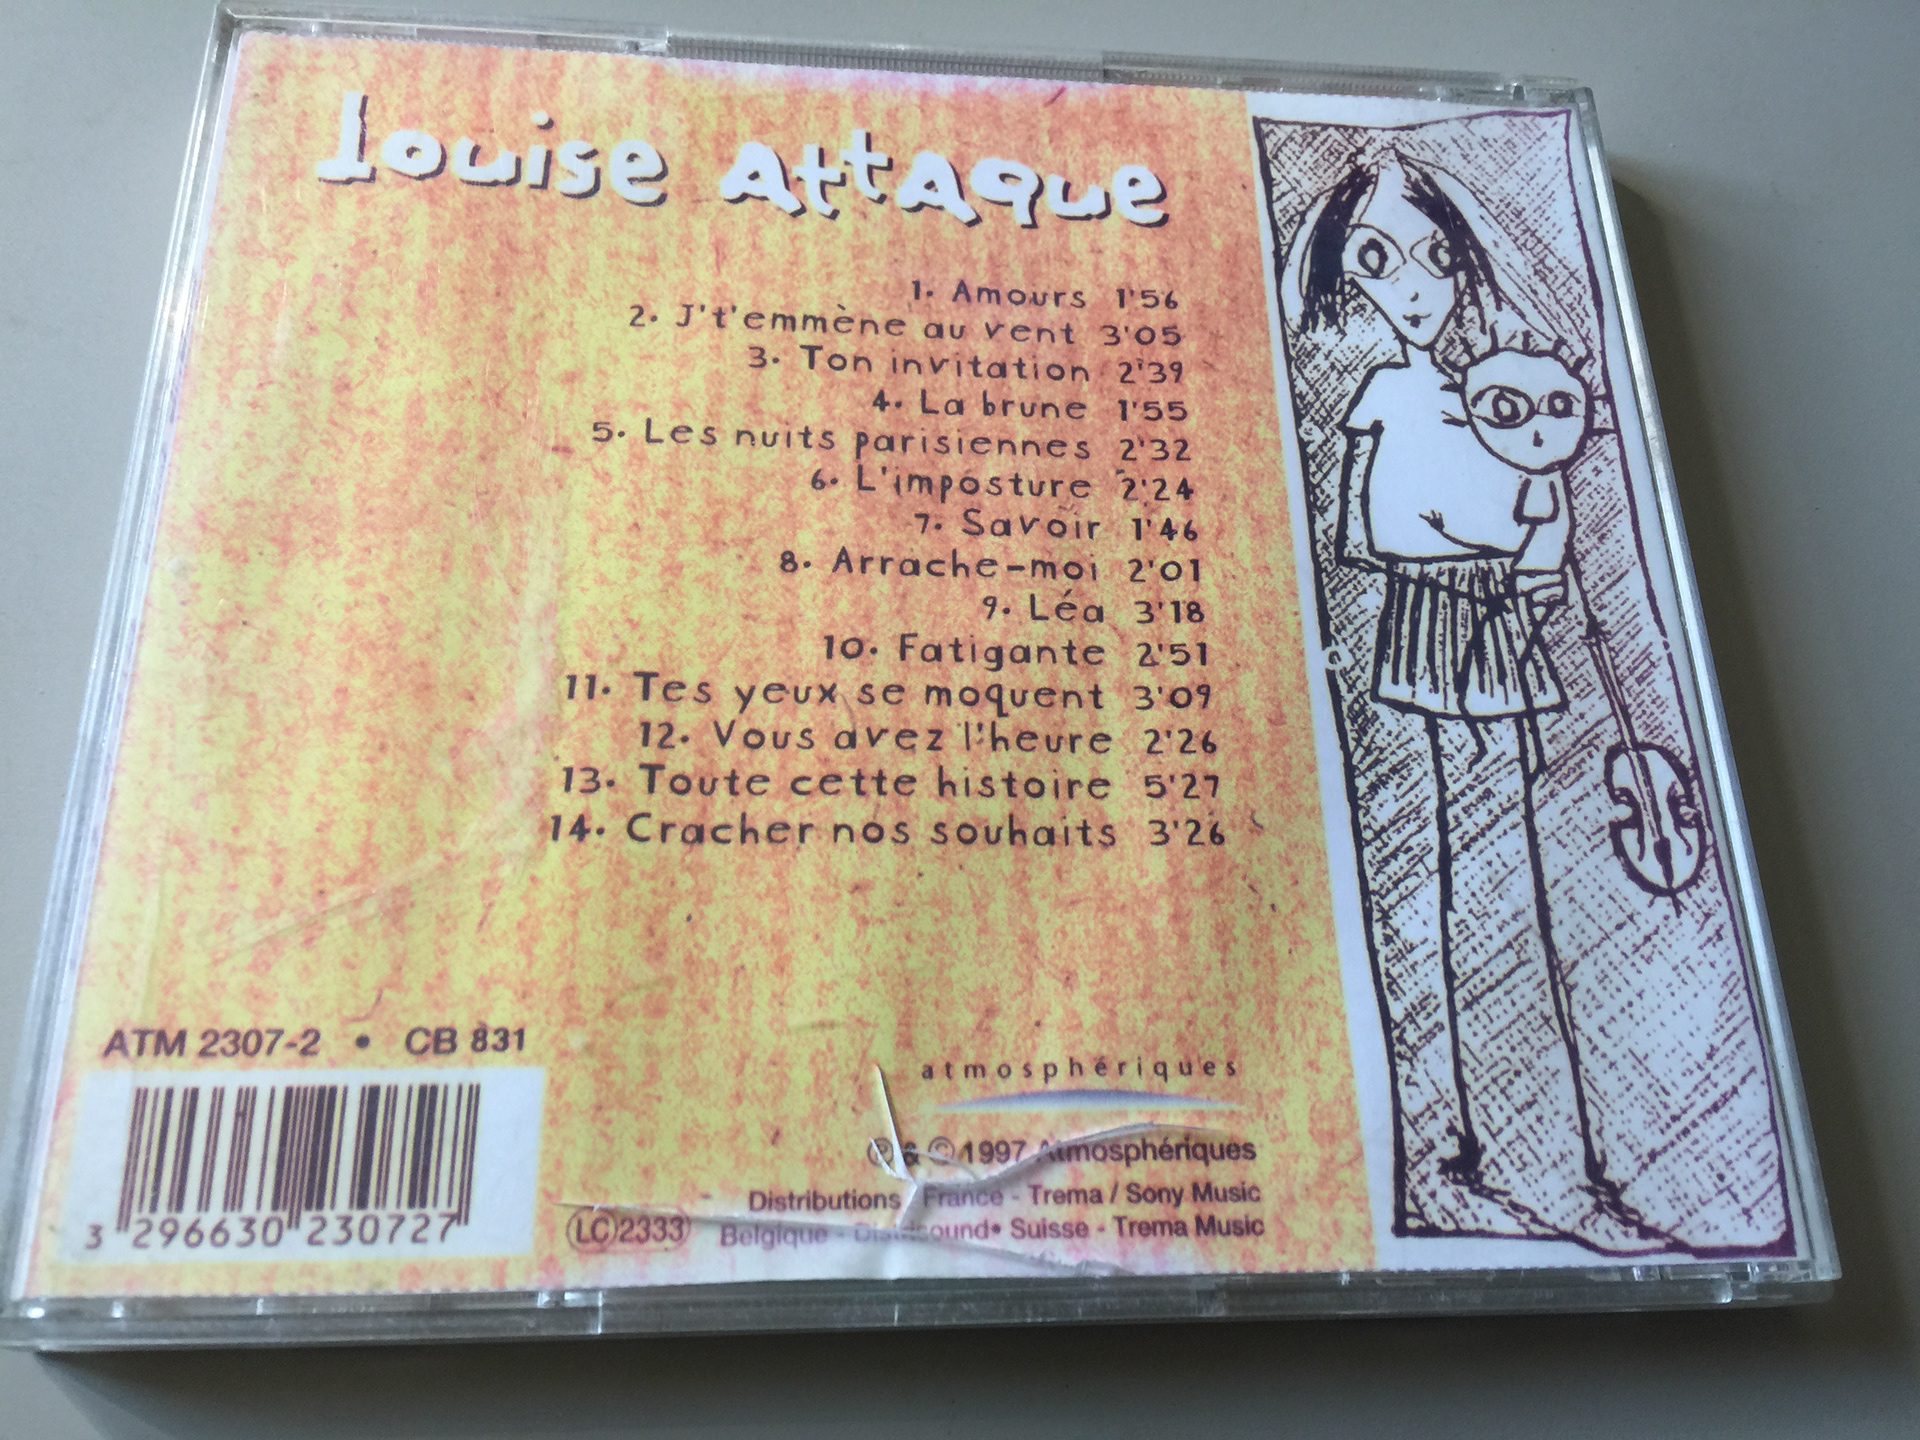 Louise Attaque
1. Amours 1'56
2. J't'emmène au vent 3'05
3. Ton invitation 2'39
4. La brune 1'55
5. Les nuits parisiennes 2'32
6. L'imposture 2'24
7. Savoir 1'46
8. Arrache-moi 2'01
9. Léa 3'18
10. Fatigante 2'51
11. Tes yeux se moquent 3'09
12. Vous avez l'heure 2'26
13. Toute cette histoire 5'27
14. Cracher nos souhaits 3'26
ATM 2307-2 • CB 831
3 296630 230727
atmosphériques
℗ & © 1997 Atmosphériques
Distributions France - Trema / Sony Music
LC 2333
Belgique - Distrisound • Suisse - Trema Music